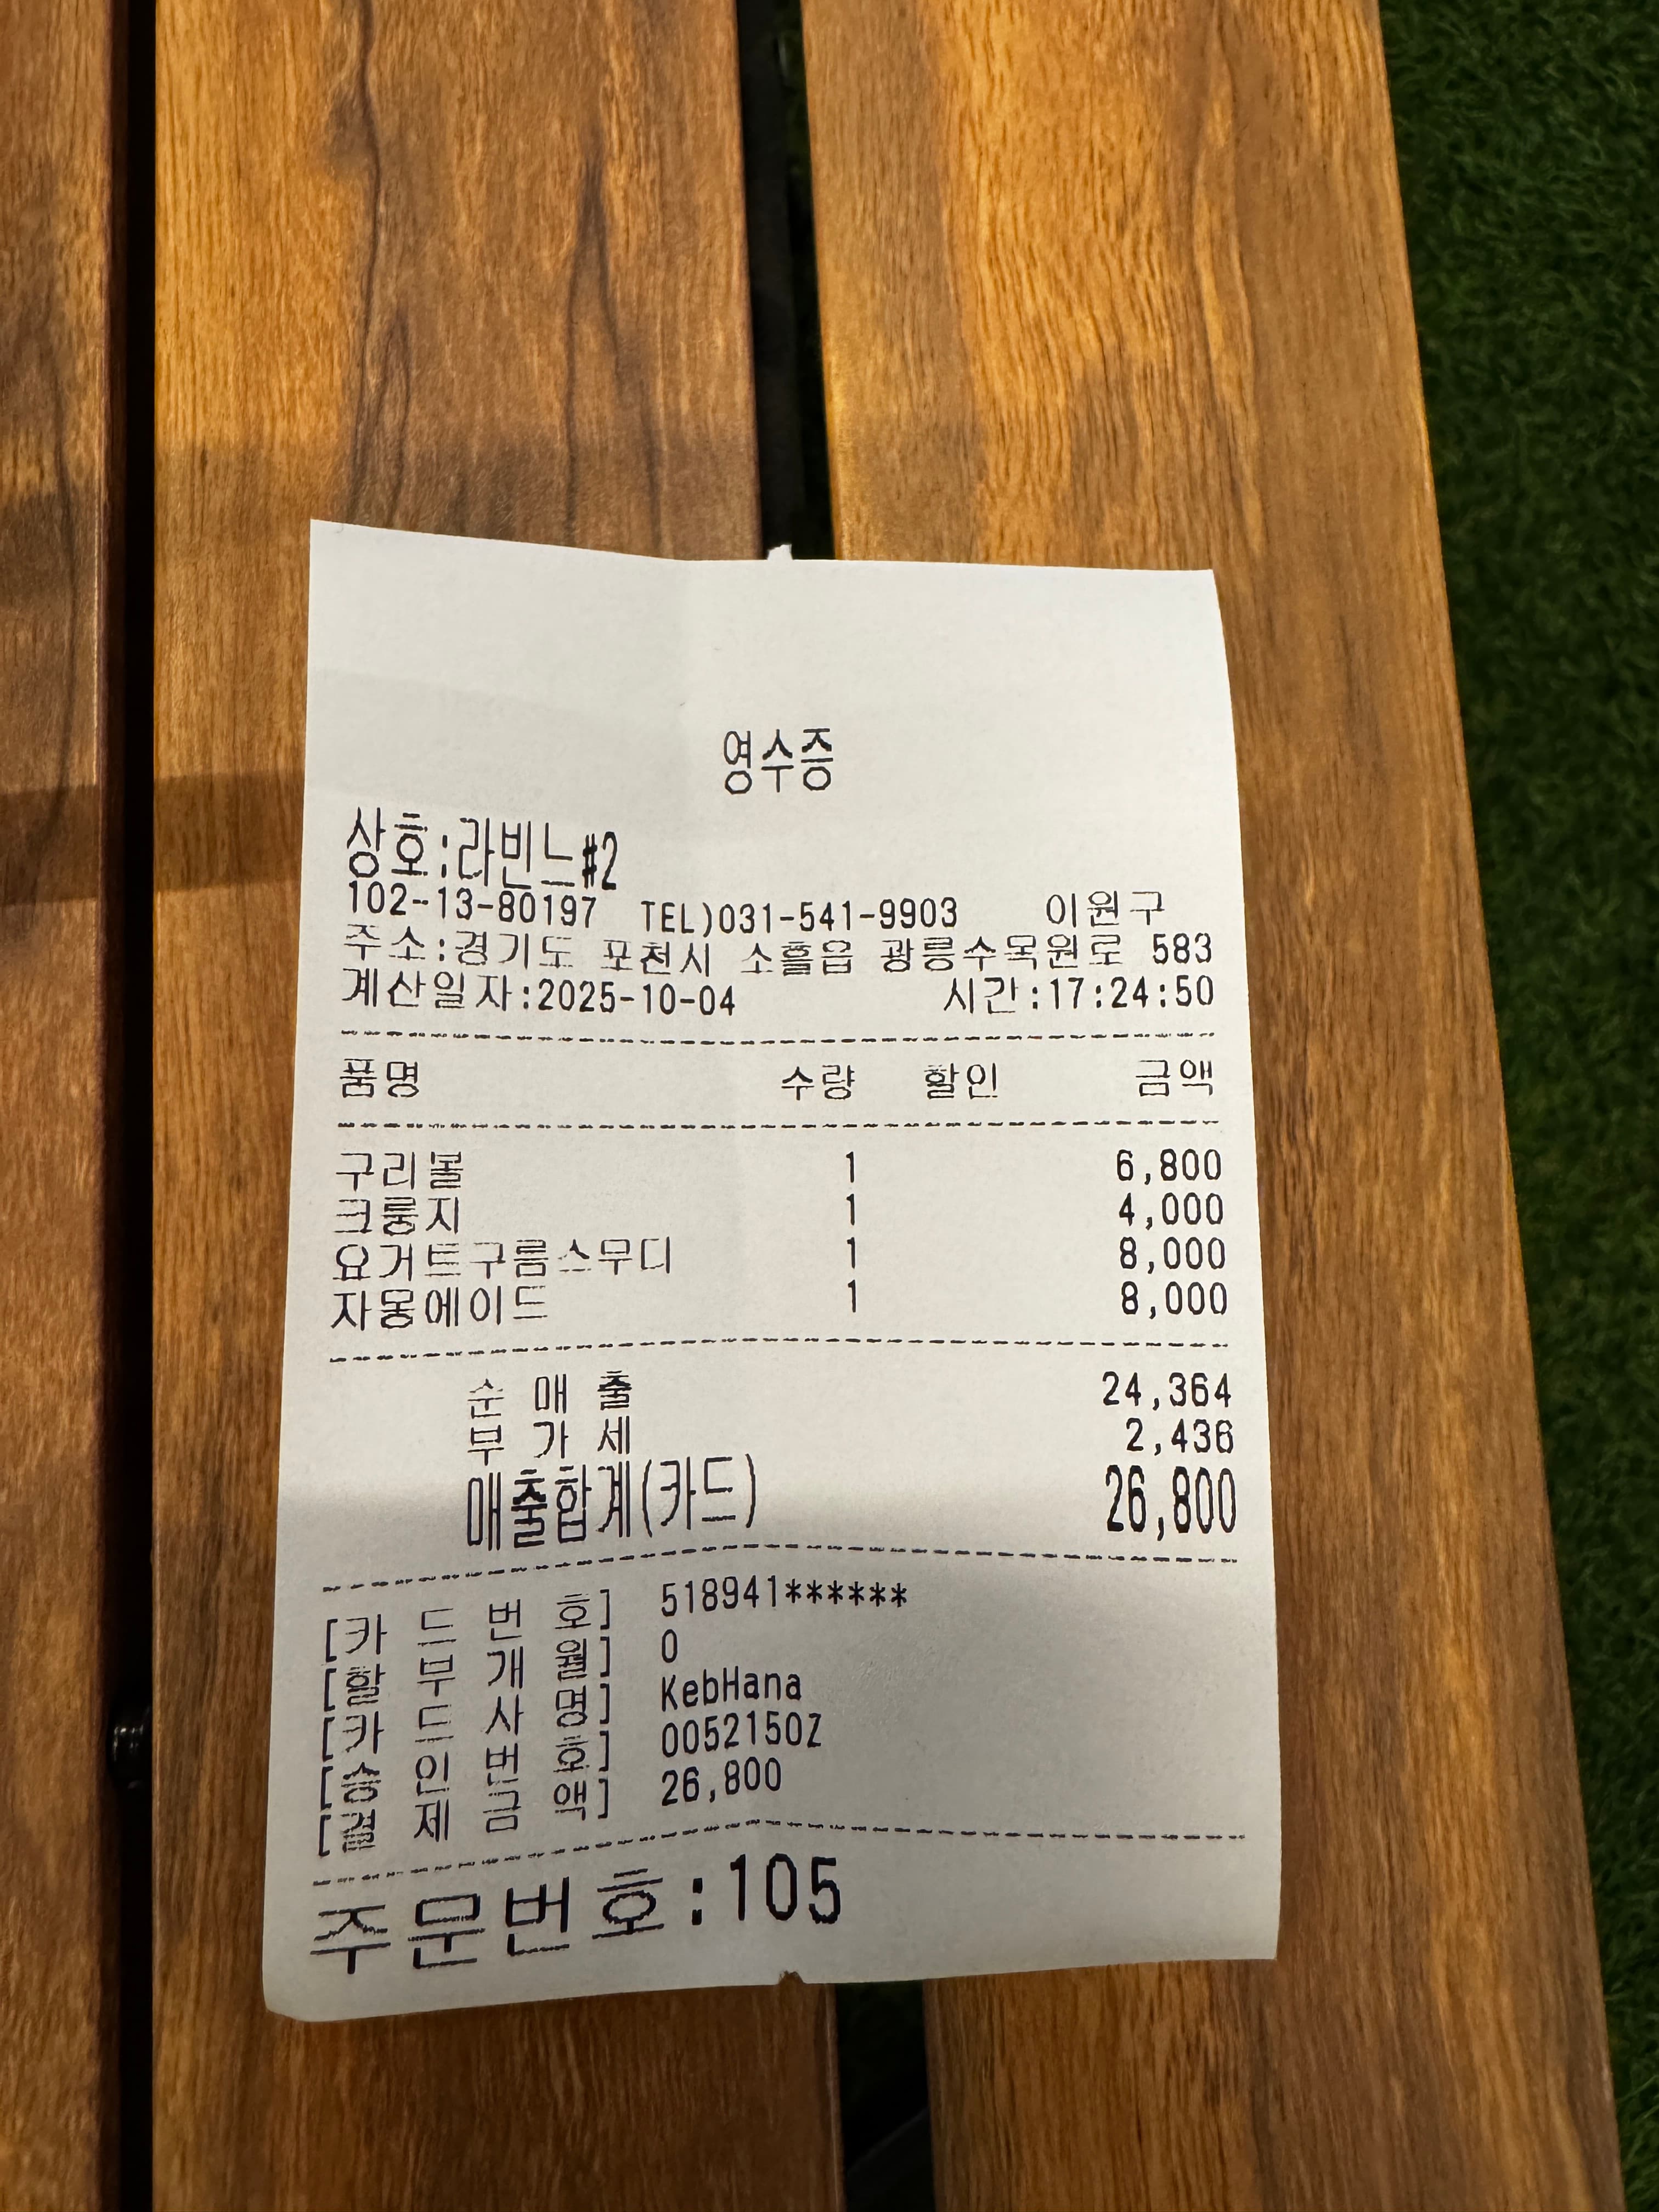 영수증
상호:라빈느#2
102-13-80197 TEL)031-541-9903 이원구
주소:경기도 포천시 소흘읍 광릉수목원로 583
계산일자:2025-10-04 시간:17:24:50
품명 수량 할인 금액
구리볼 1 6,800
크룽지 1 4,000
요거트구름스무디 1 8,000
자몽에이드 1 8,000
순 매 출 24,364
부 가 세 2,436
매출합계(카드) 26,800
[카 드 번 호] 518941******
[할 부 개 월] 0
[카 드 사 명] KebHana
[승 인 번 호] 00521502
[결 제 금 액] 26,800
주문번호:105